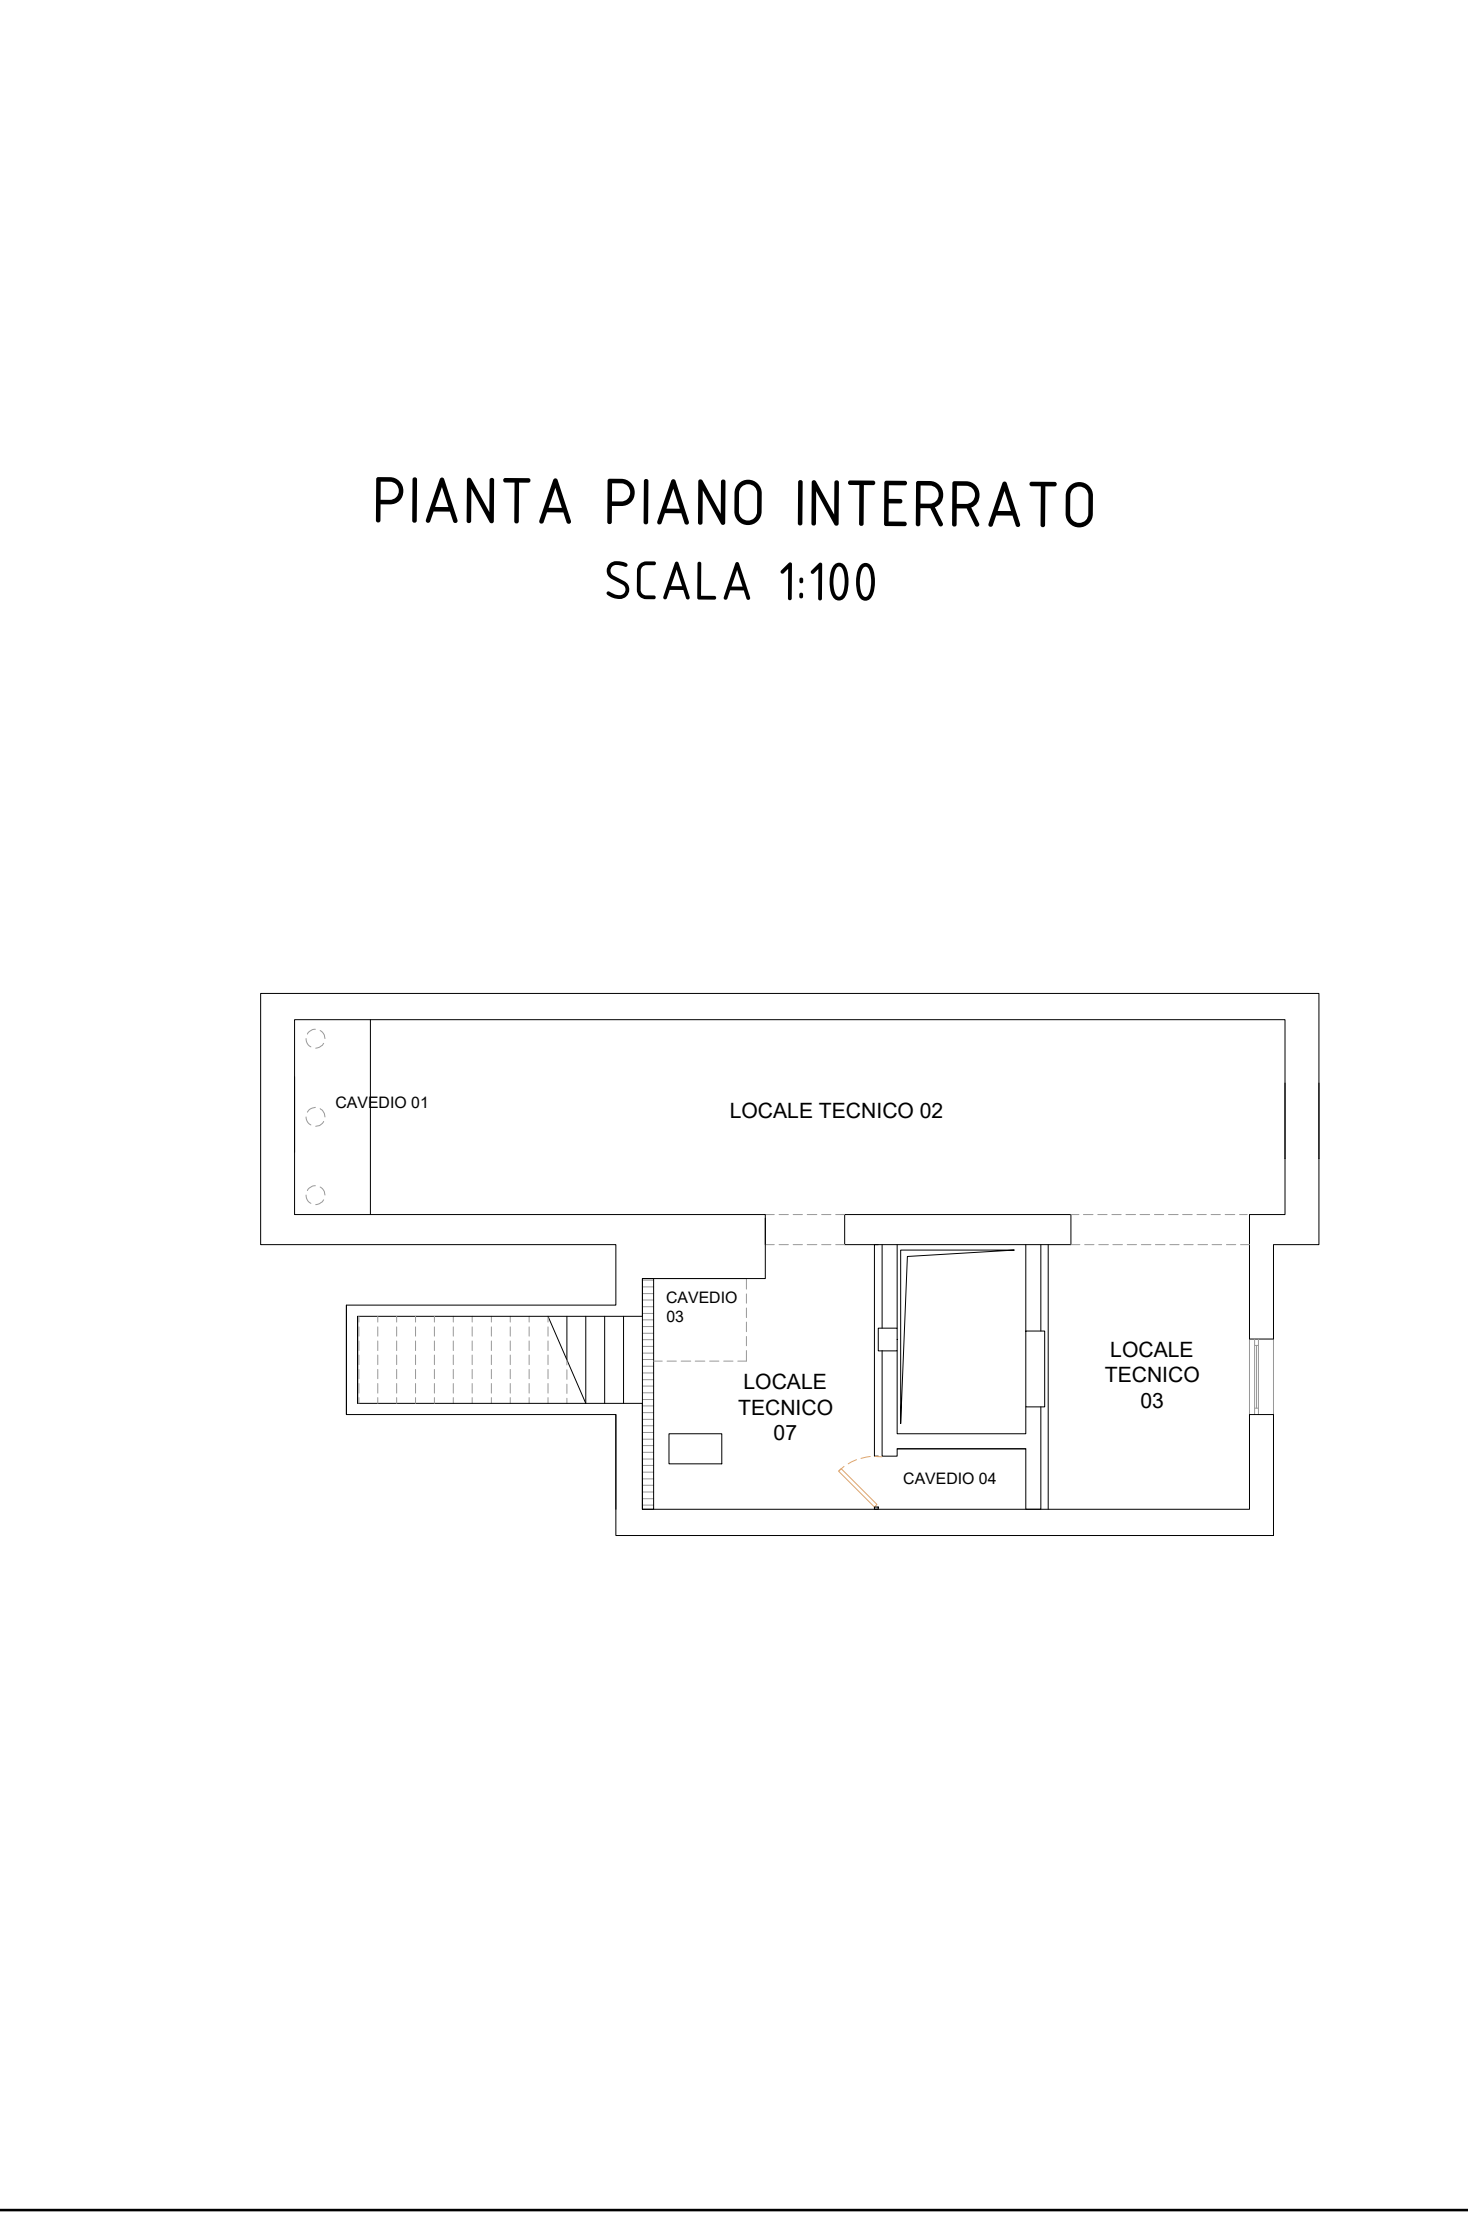 PIANTA PIANO INTERRATO
SCALA 1:100
CAVEDIO 01
LOCALE TECNICO 02
CAVEDIO
03
LOCALE
TECNICO
07
CAVEDIO 04
LOCALE
TECNICO
03